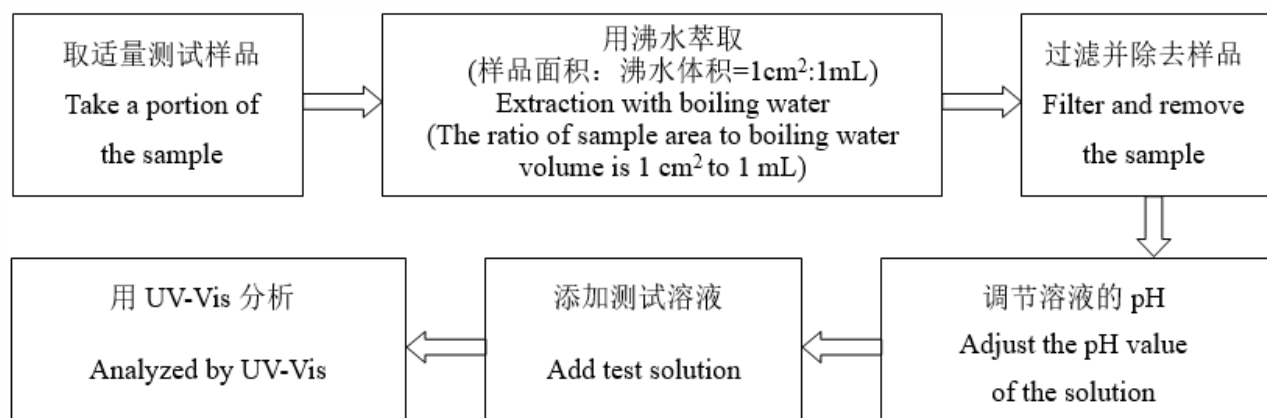 取适量测试样品
Take a portion of
the sample
用沸水萃取
(样品面积：沸水体积=1cm²:1mL)
Extraction with boiling water
(The ratio of sample area to boiling water
volume is 1 cm² to 1 mL)
过滤并除去样品
Filter and remove
the sample
调节溶液的 pH
Adjust the pH value
of the solution
添加测试溶液
Add test solution
用 UV-Vis 分析
Analyzed by UV-Vis